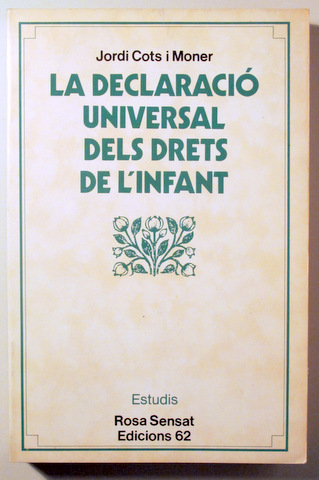 Jordi Cots i Moner
LA DECLARACIÓ
UNIVERSAL
DELS DRETS
DE L'INFANT
Estudis
Rosa Sensat
Edicions 62